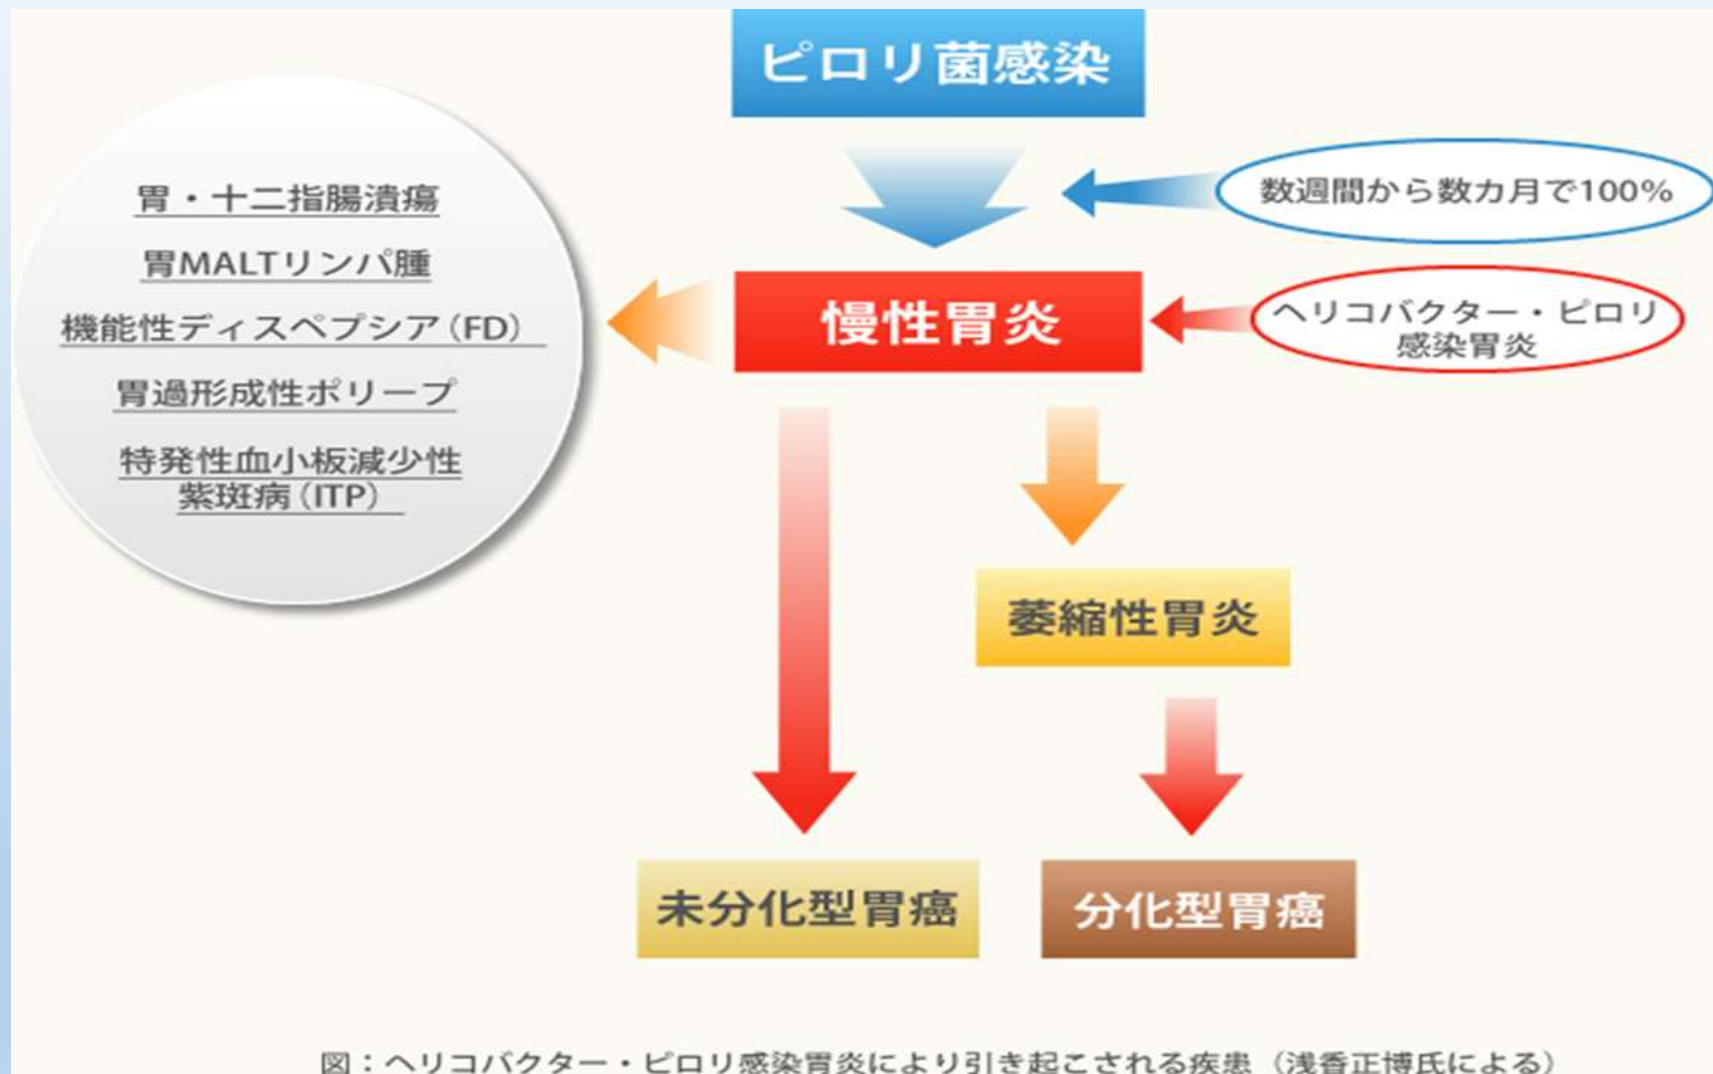 ピロリ菌感染
数週間から数カ月で100%
胃・十二指腸潰瘍
胃MALTリンパ腫
機能性ディスペプシア(FD)
胃過形成性ポリープ
特発性血小板減少性
紫斑病(ITP)
慢性胃炎
ヘリコバクター・ピロリ
感染胃炎
萎縮性胃炎
未分化型胃癌
分化型胃癌
図:ヘリコバクター・ピロリ感染胃炎により引き起こされる疾患(浅香正博氏による)